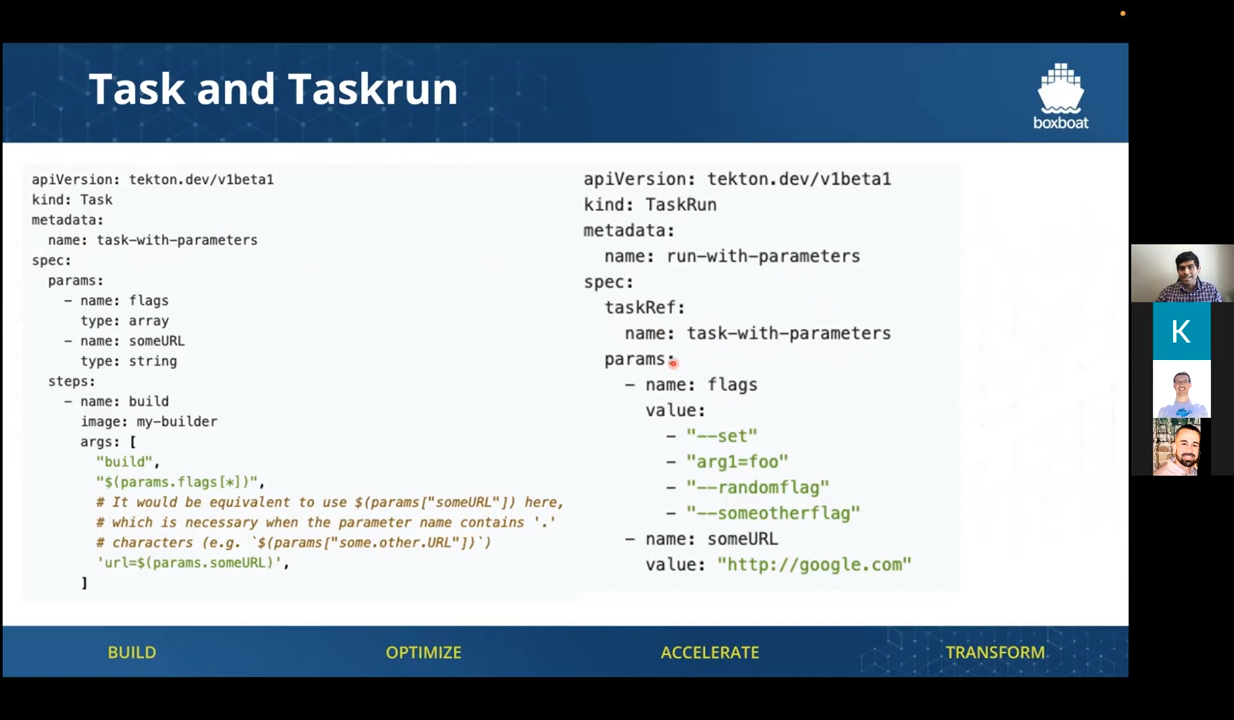 Task and Taskrun
boxboat
apiVersion: tekton.dev/v1beta1
kind: Task
metadata:
  name: task-with-parameters
spec:
  params:
    - name: flags
      type: array
    - name: someURL
      type: string
  steps:
    - name: build
      image: my-builder
      args: [
        "build",
        "$(params.flags[*])",
        # It would be equivalent to use $(params["someURL"]) here,
        # which is necessary when the parameter name contains '.'
        # characters (e.g. `$(params["some.other.URL"])`)
        'url=$(params.someURL)',
      ]
apiVersion: tekton.dev/v1beta1
kind: TaskRun
metadata:
  name: run-with-parameters
spec:
  taskRef:
    name: task-with-parameters
  params:
    - name: flags
      value:
        - "--set"
        - "arg1=foo"
        - "--randomflag"
        - "--someotherflag"
    - name: someURL
      value: "http://google.com"
BUILD
OPTIMIZE
ACCELERATE
TRANSFORM
K